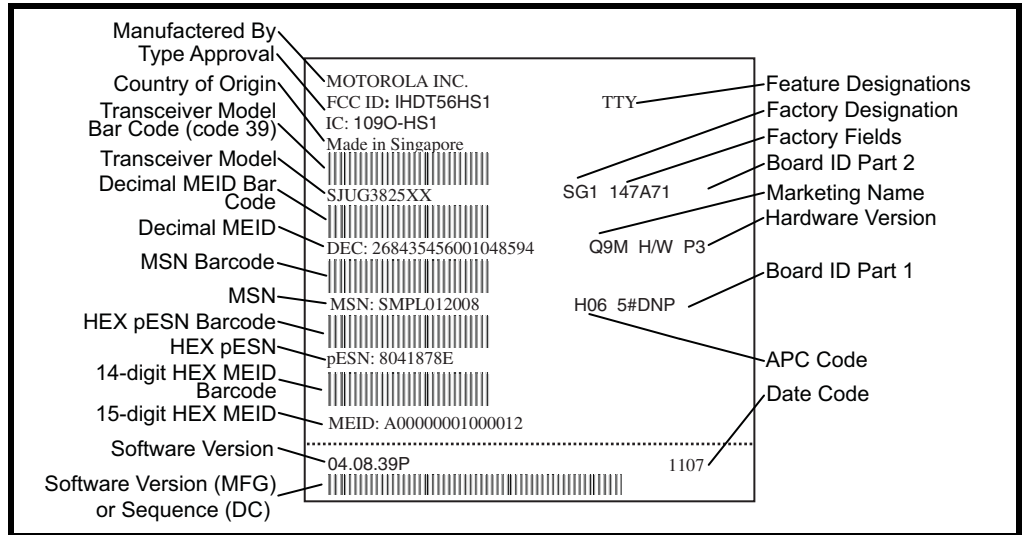 Manufactered By
Type Approval
Country of Origin
Transceiver Model
Bar Code (code 39)
Transceiver Model
Decimal MEID Bar
Code
Decimal MEID
MSN Barcode
MSN
HEX pESN Barcode
HEX pESN
14-digit HEX MEID
Barcode
15-digit HEX MEID
Software Version
Software Version (MFG)
or Sequence (DC)
MOTOROLA INC.
FCC ID: IHDT56HS1
TTY
IC: 109O-HS1
Made in Singapore
SJUG3825XX
SG1 147A71
DEC: 268435456001048594
Q9M H/W P3
MSN: SMPL012008
H06 5#DNP
pESN: 8041878E
MEID: A00000001000012
04.08.39P
1107
Feature Designations
Factory Designation
Factory Fields
Board ID Part 2
Marketing Name
Hardware Version
Board ID Part 1
APC Code
Date Code